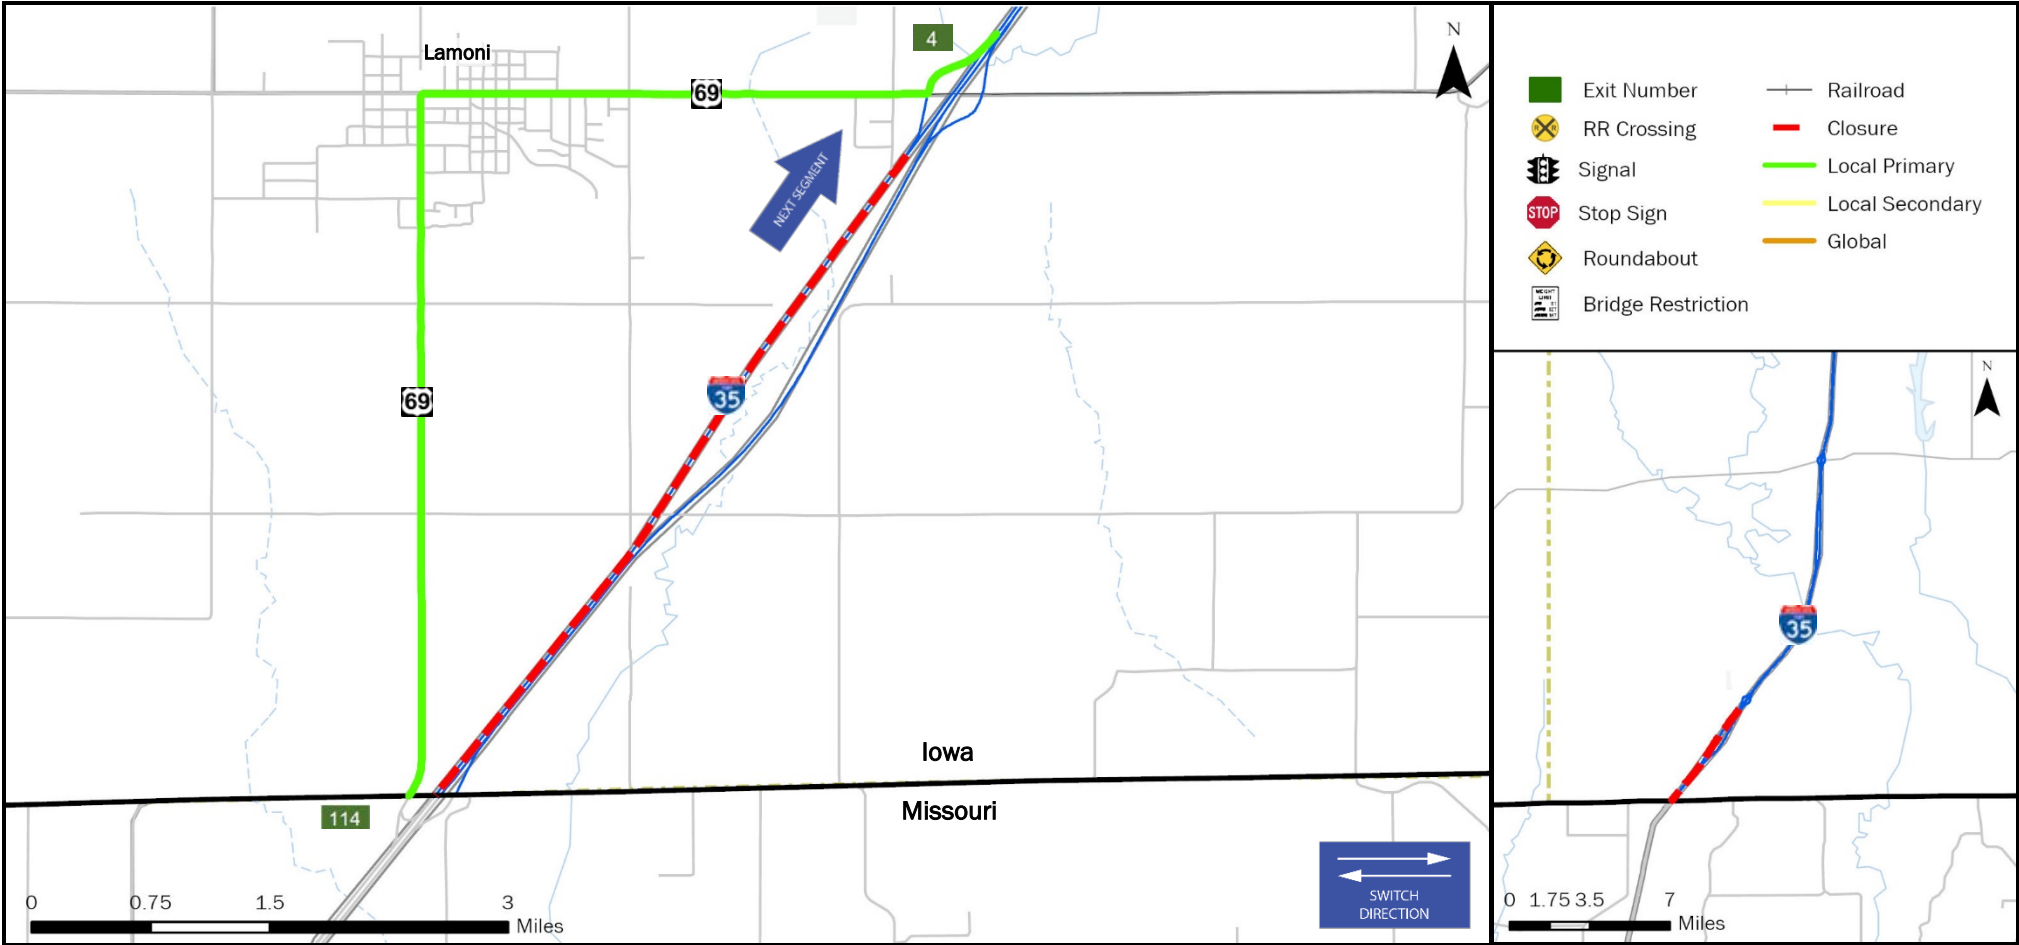 Lamoni
4
N
69
NEXT SEGMENT
69
35
Iowa
Missouri
114
0 0.75 1.5 3
Miles
SWITCH
DIRECTION
Exit Number
RR Crossing
Signal
STOP
Stop Sign
Roundabout
WEIGHT
LIMIT
Bridge Restriction
Railroad
Closure
Local Primary
Local Secondary
Global
N
35
0 1.75 3.5 7
Miles